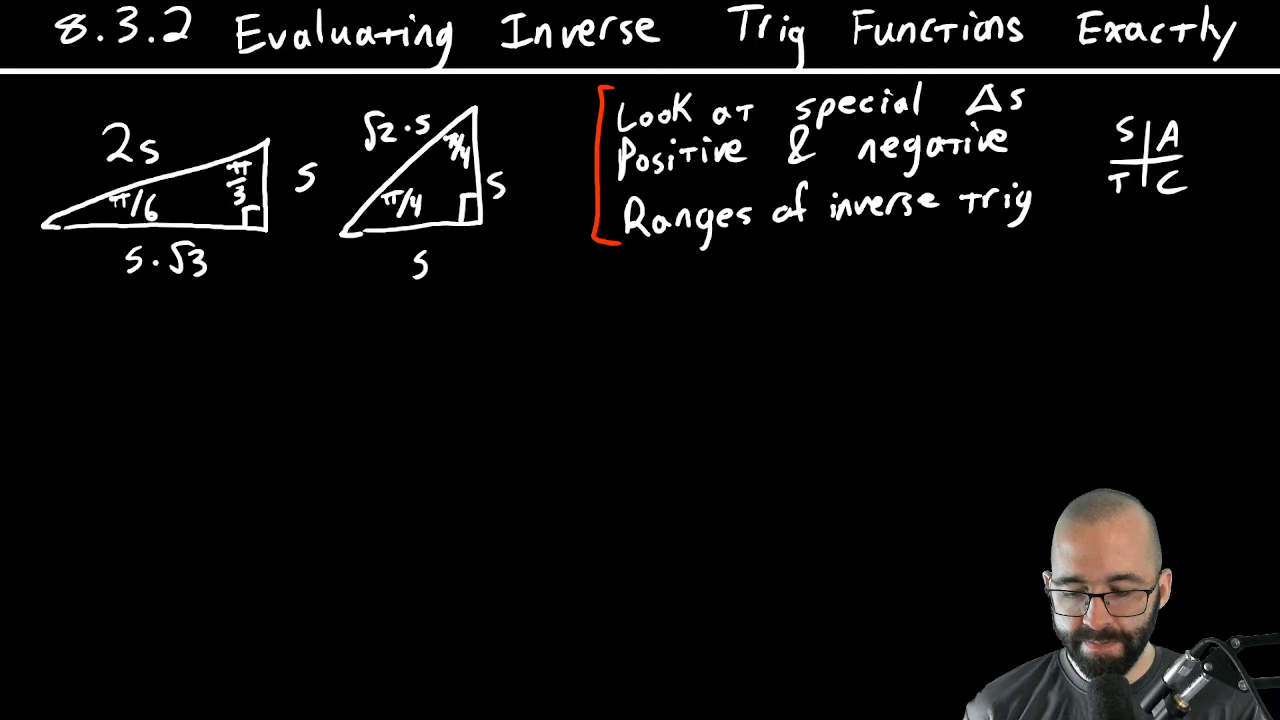 8.3.2 Evaluating Inverse Trig Functions Exactly
2s
π/6
π/3
s
s·√3
√2·s
π/4
π/4
s
s
Look at special Δs
Positive & negative
Ranges of inverse trig
S A
T C